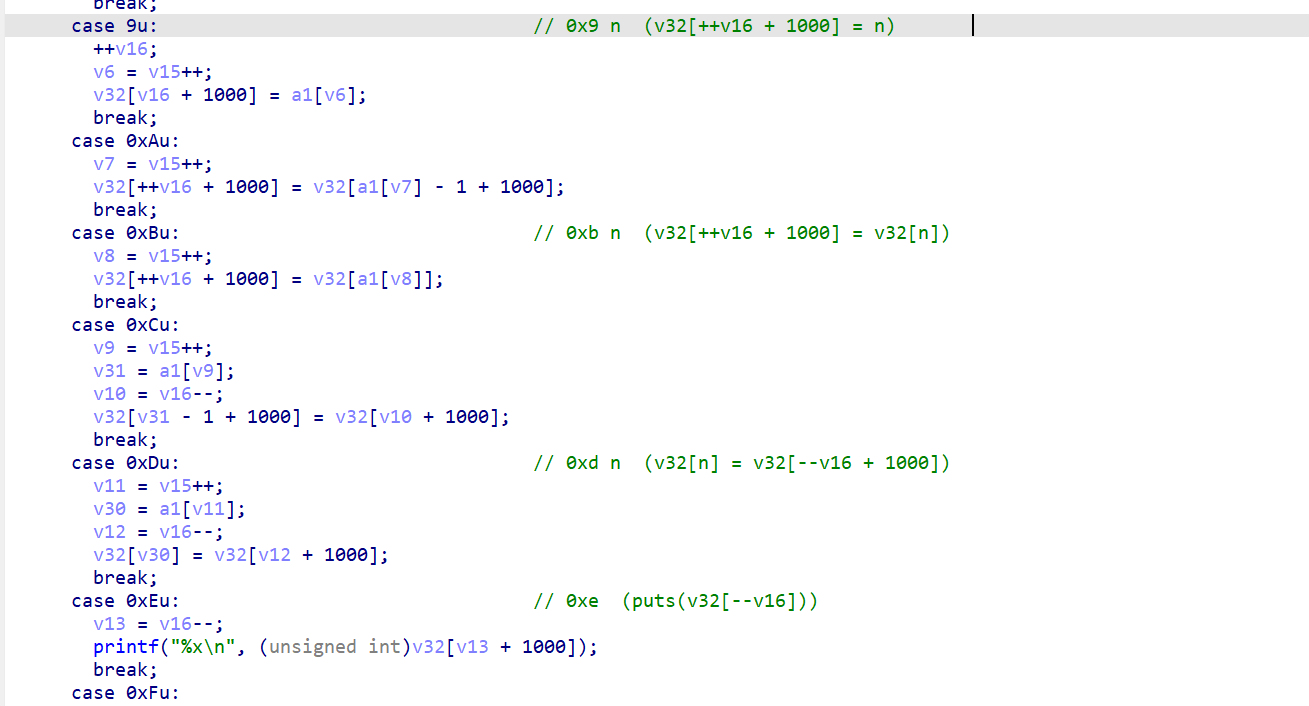 break;
case 9u: // 0x9 n (v32[++v16 + 1000] = n)
++v16;
v6 = v15++;
v32[v16 + 1000] = a1[v6];
break;
case 0xAu:
v7 = v15++;
v32[++v16 + 1000] = v32[a1[v7] - 1 + 1000];
break;
case 0xBu: // 0xb n (v32[++v16 + 1000] = v32[n])
v8 = v15++;
v32[++v16 + 1000] = v32[a1[v8]];
break;
case 0xCu:
v9 = v15++;
v31 = a1[v9];
v10 = v16--;
v32[v31 - 1 + 1000] = v32[v10 + 1000];
break;
case 0xDu: // 0xd n (v32[n] = v32[--v16 + 1000])
v11 = v15++;
v30 = a1[v11];
v12 = v16--;
v32[v30] = v32[v12 + 1000];
break;
case 0xEu: // 0xe (puts(v32[--v16]))
v13 = v16--;
printf("%x\n", (unsigned int)v32[v13 + 1000]);
break;
case 0xFu: